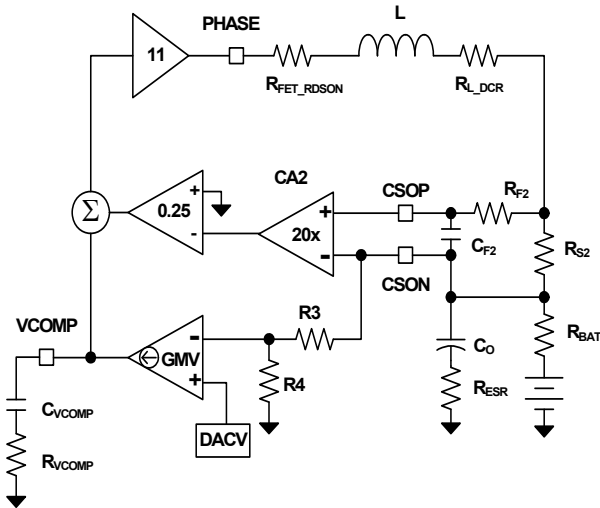 PHASE
L
11
RFET_RDSON
RL_DCR
CA2
CSOP
RF2
+
0.25
-
+
20x
-
Σ
CF2
RS2
CSON
VCOMP
R3
-
GMV
+
R4
CO
RBAT
RESR
CVCOMP
DACV
RVCOMP